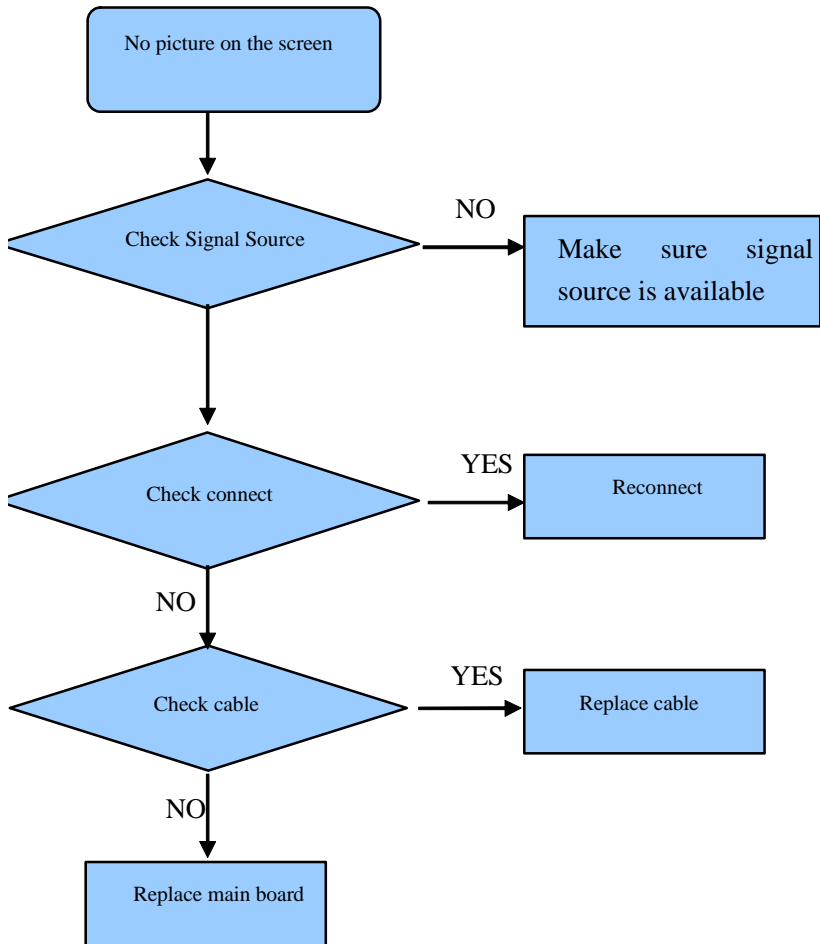 No picture on the screen
Check Signal Source
NO
Make sure signal
source is available
Check connect
YES
Reconnect
NO
Check cable
YES
Replace cable
NO
Replace main board